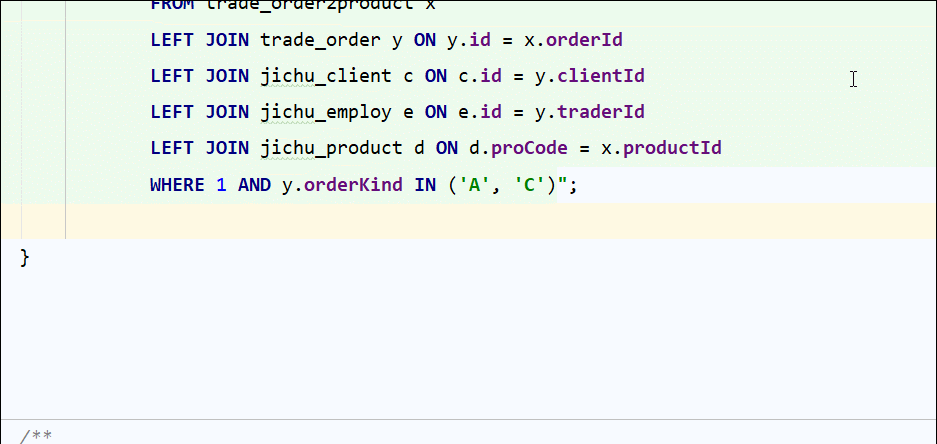 FROM trade_order2product x
LEFT JOIN trade_order y ON y.id = x.orderId
LEFT JOIN jichu_client c ON c.id = y.clientId
LEFT JOIN jichu_employ e ON e.id = y.traderId
LEFT JOIN jichu_product d ON d.proCode = x.productId
WHERE 1 AND y.orderKind IN ('A', 'C')";
}
/**